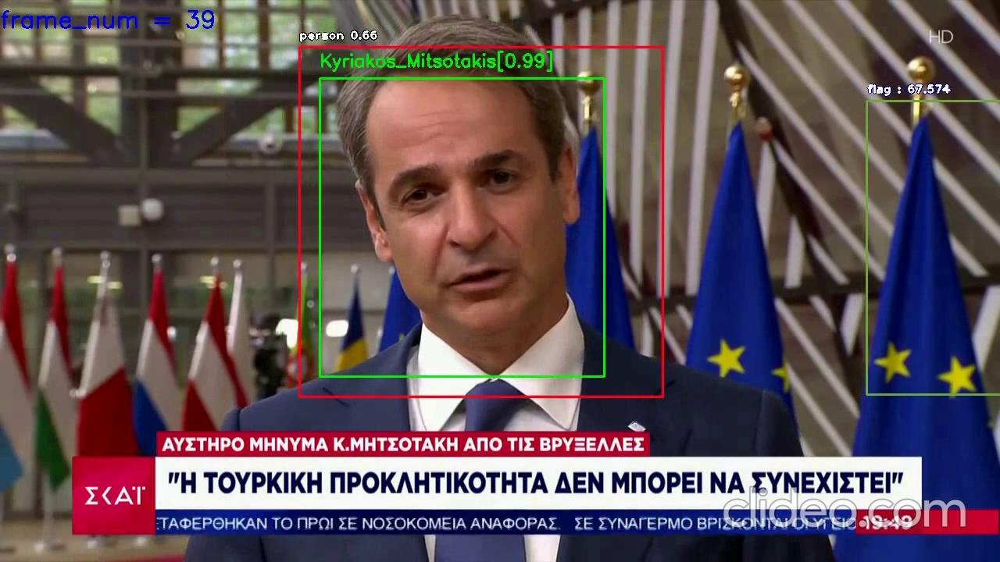 frame_num = 39
HD
person 0.66
Kyriakos_Mitsotakis[0.99]
flag : 67.574
ΑΥΣΤΗΡΟ ΜΗΝΥΜΑ Κ.ΜΗΤΣΟΤΑΚΗ ΑΠΟ ΤΙΣ ΒΡΥΞΕΛΛΕΣ
"Η ΤΟΥΡΚΙΚΗ ΠΡΟΚΛΗΤΙΚΟΤΗΤΑ ΔΕΝ ΜΠΟΡΕΙ ΝΑ ΣΥΝΕΧΙΣΤΕΙ"
ΣΚΑΪ
clideo.com
ΕΤΑΦΕΡΘΗΚΑΝ ΤΟ ΠΡΩΙ ΣΕ ΝΟΣΟΚΟΜΕΙΑ ΑΝΑΦΟΡΑΣ. ΣΕ ΣΥΝΑΓΕΡΜΟ ΒΡΙΣΚΟΝΤΑΙ ΟΙ ΥΓΕΙΟ 19:49